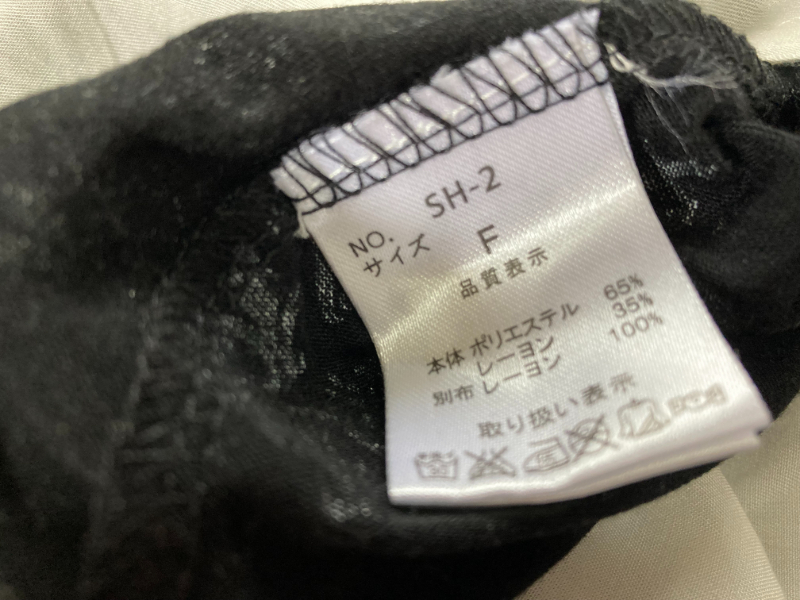 NO. SH-2
サイズ F
品質表示
本体 ポリエステル 65%
レーヨン 35%
別布 レーヨン 100%
取り扱い表示